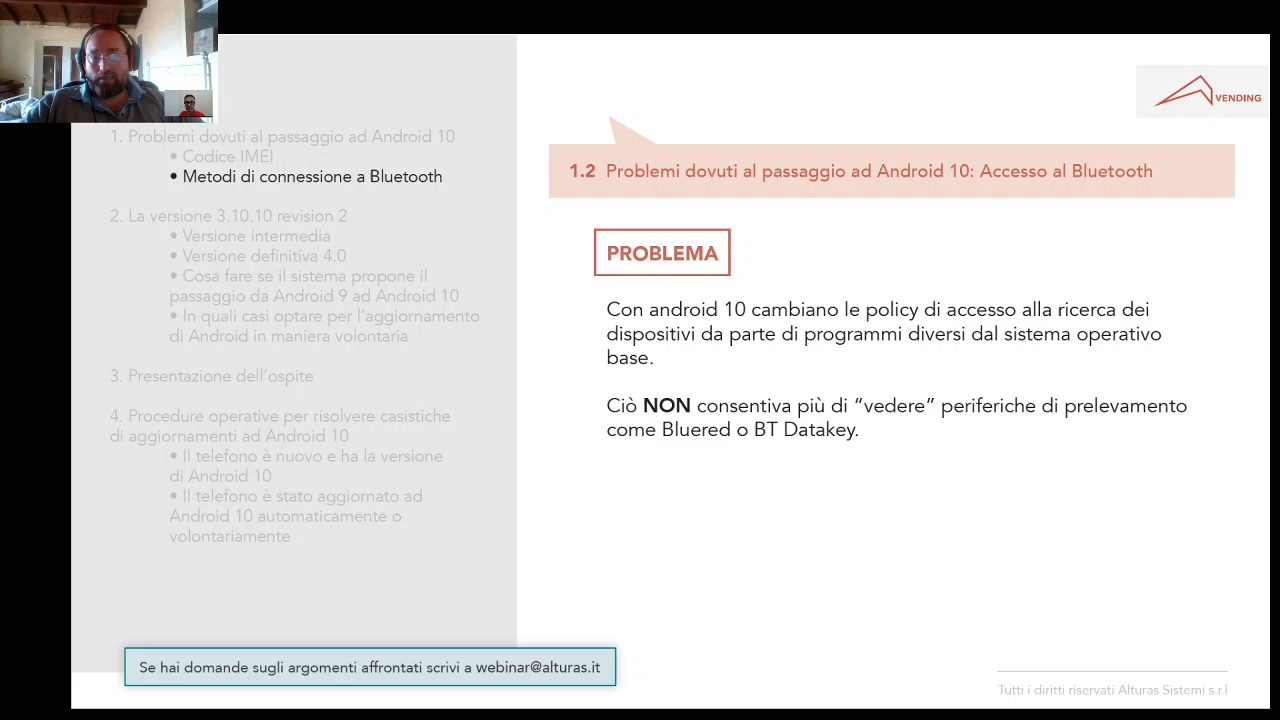 1. Problemi dovuti al passaggio ad Android 10
• Codice IMEI
• Metodi di connessione a Bluetooth
2. La versione 3.10.10 revision 2
• Versione intermedia
• Versione definitiva 4.0
• Cosa fare se il sistema propone il
passaggio da Android 9 ad Android 10
• In quali casi optare per l'aggiornamento
di Android in maniera volontaria
3. Presentazione dell'ospite
4. Procedure operative per risolvere casistiche
di aggiornamenti ad Android 10
• Il telefono è nuovo e ha la versione
di Android 10
• Il telefono è stato aggiornato ad
Android 10 automaticamente o
volontariamente
VENDING
1.2 Problemi dovuti al passaggio ad Android 10: Accesso al Bluetooth
PROBLEMA
Con android 10 cambiano le policy di accesso alla ricerca dei
dispositivi da parte di programmi diversi dal sistema operativo
base.
Ciò NON consentiva più di “vedere” periferiche di prelevamento
come Bluered o BT Datakey.
Se hai domande sugli argomenti affrontati scrivi a webinar@alturas.it
Tutti i diritti riservati Alturas Sistemi s.r.l